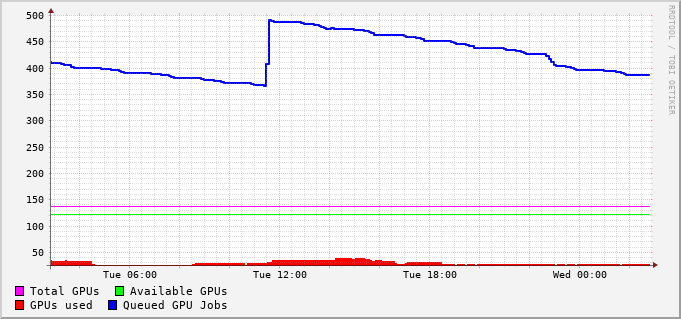 500
450
400
350
300
250
200
150
100
50
Tue 06:00 Tue 12:00 Tue 18:00 Wed 00:00
Total GPUs Available GPUs
GPUs used Queued GPU Jobs
RRDTOOL / TOBI OETIKER